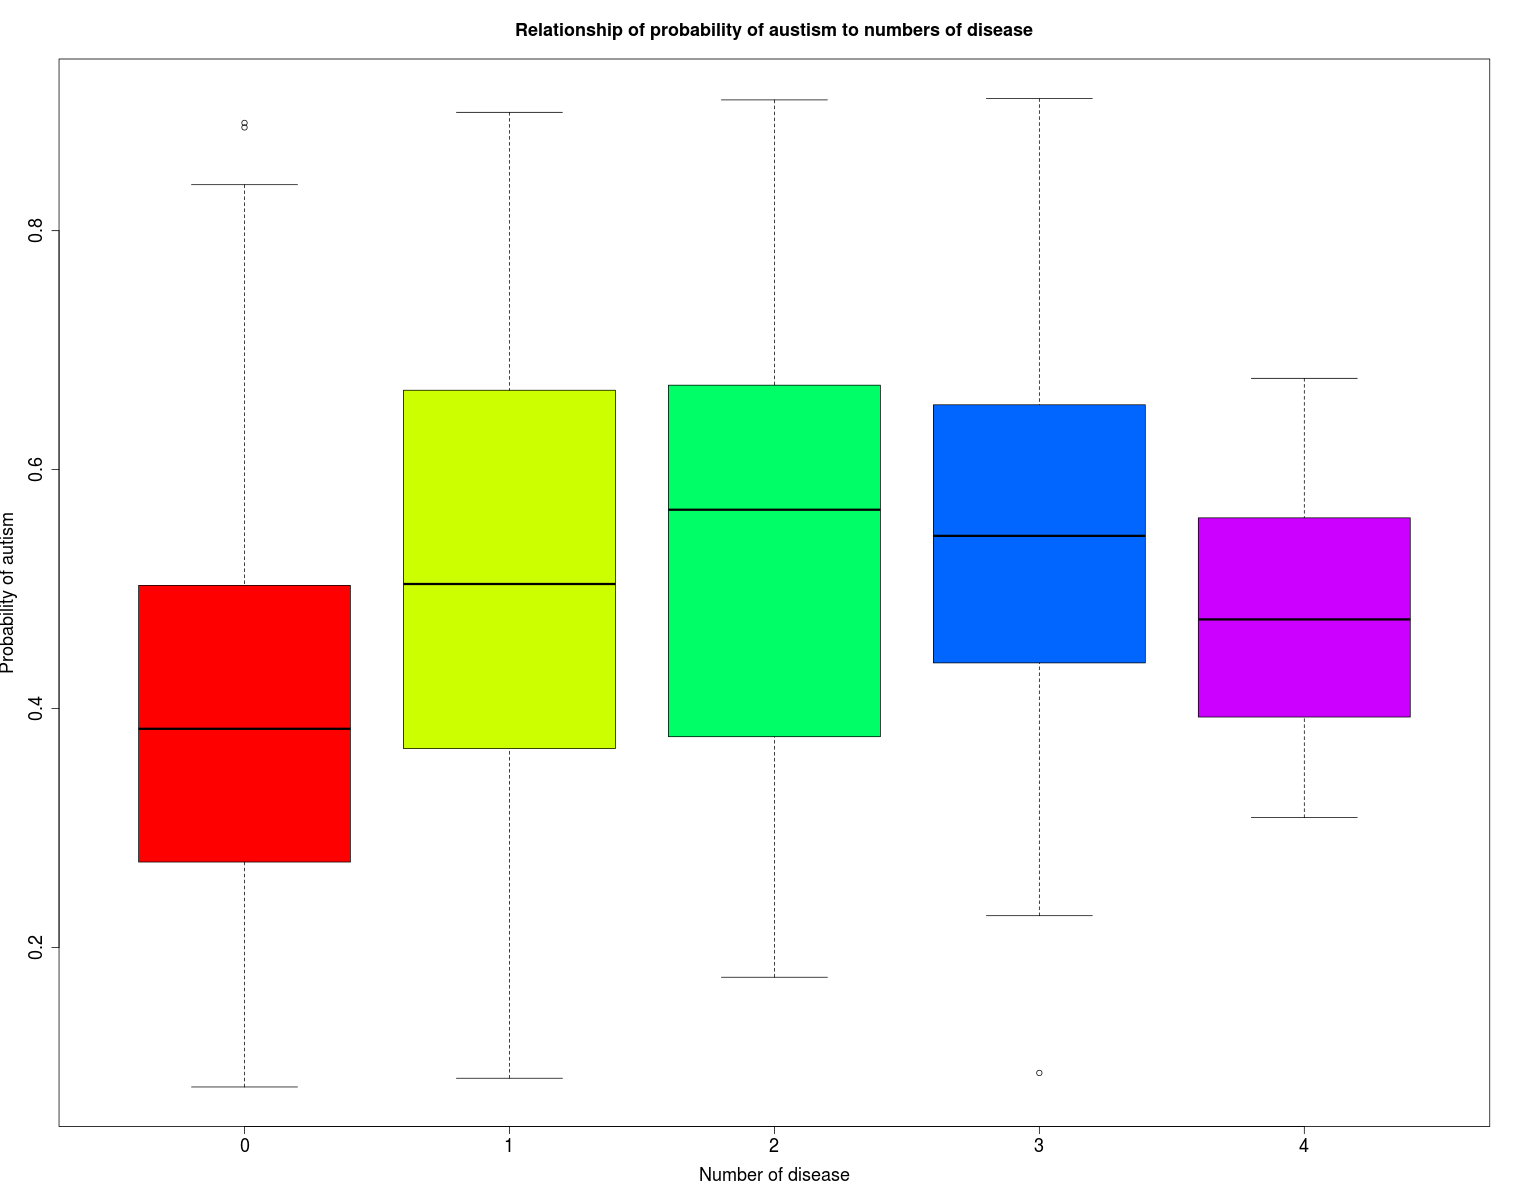 Relationship of probability of austism to numbers of disease
0.8
0.6
0.4
0.2
Probability of autism
0 1 2 3 4
Number of disease